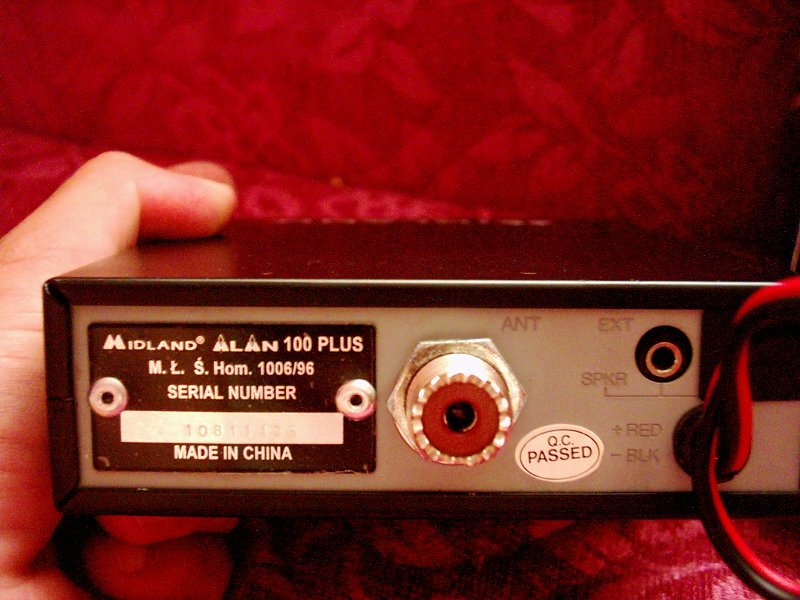 MIDLAND® ALAN 100 PLUS
M. Ł. Ś. Hom. 1006/96
SERIAL NUMBER
MADE IN CHINA
ANT
EXT
SPKR
Q.C.
PASSED
+ RED
- BLK